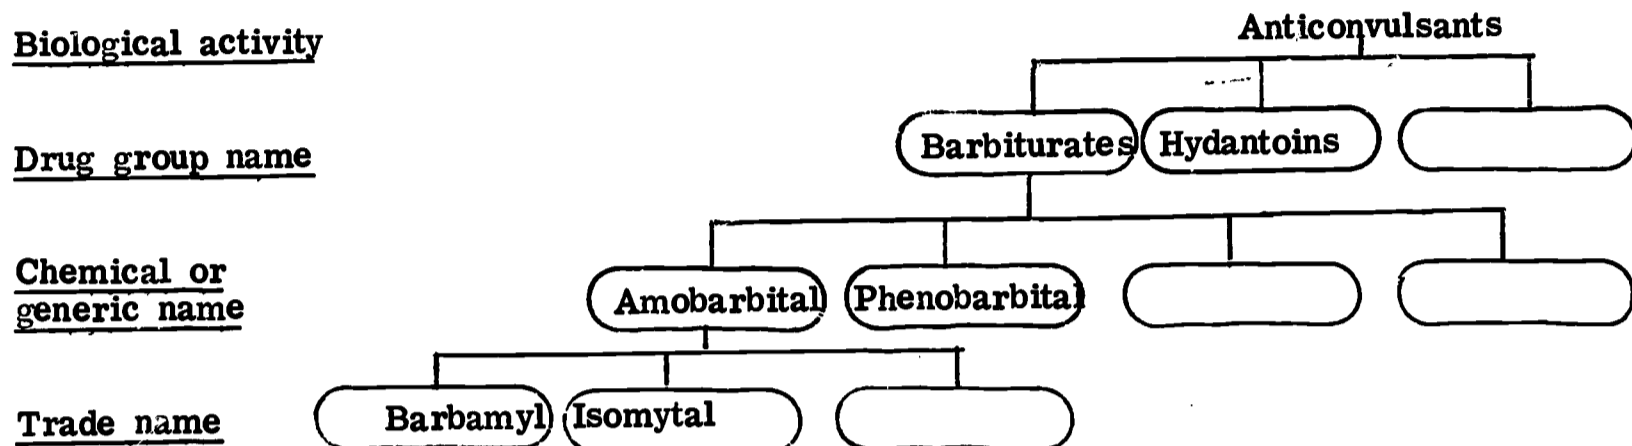 Biological activity
Anticonvulsants
Drug group name
Barbiturates
Hydantoins
Chemical or
generic name
Amobarbital
Phenobarbital
Trade name
Barbamyl
Isomytal